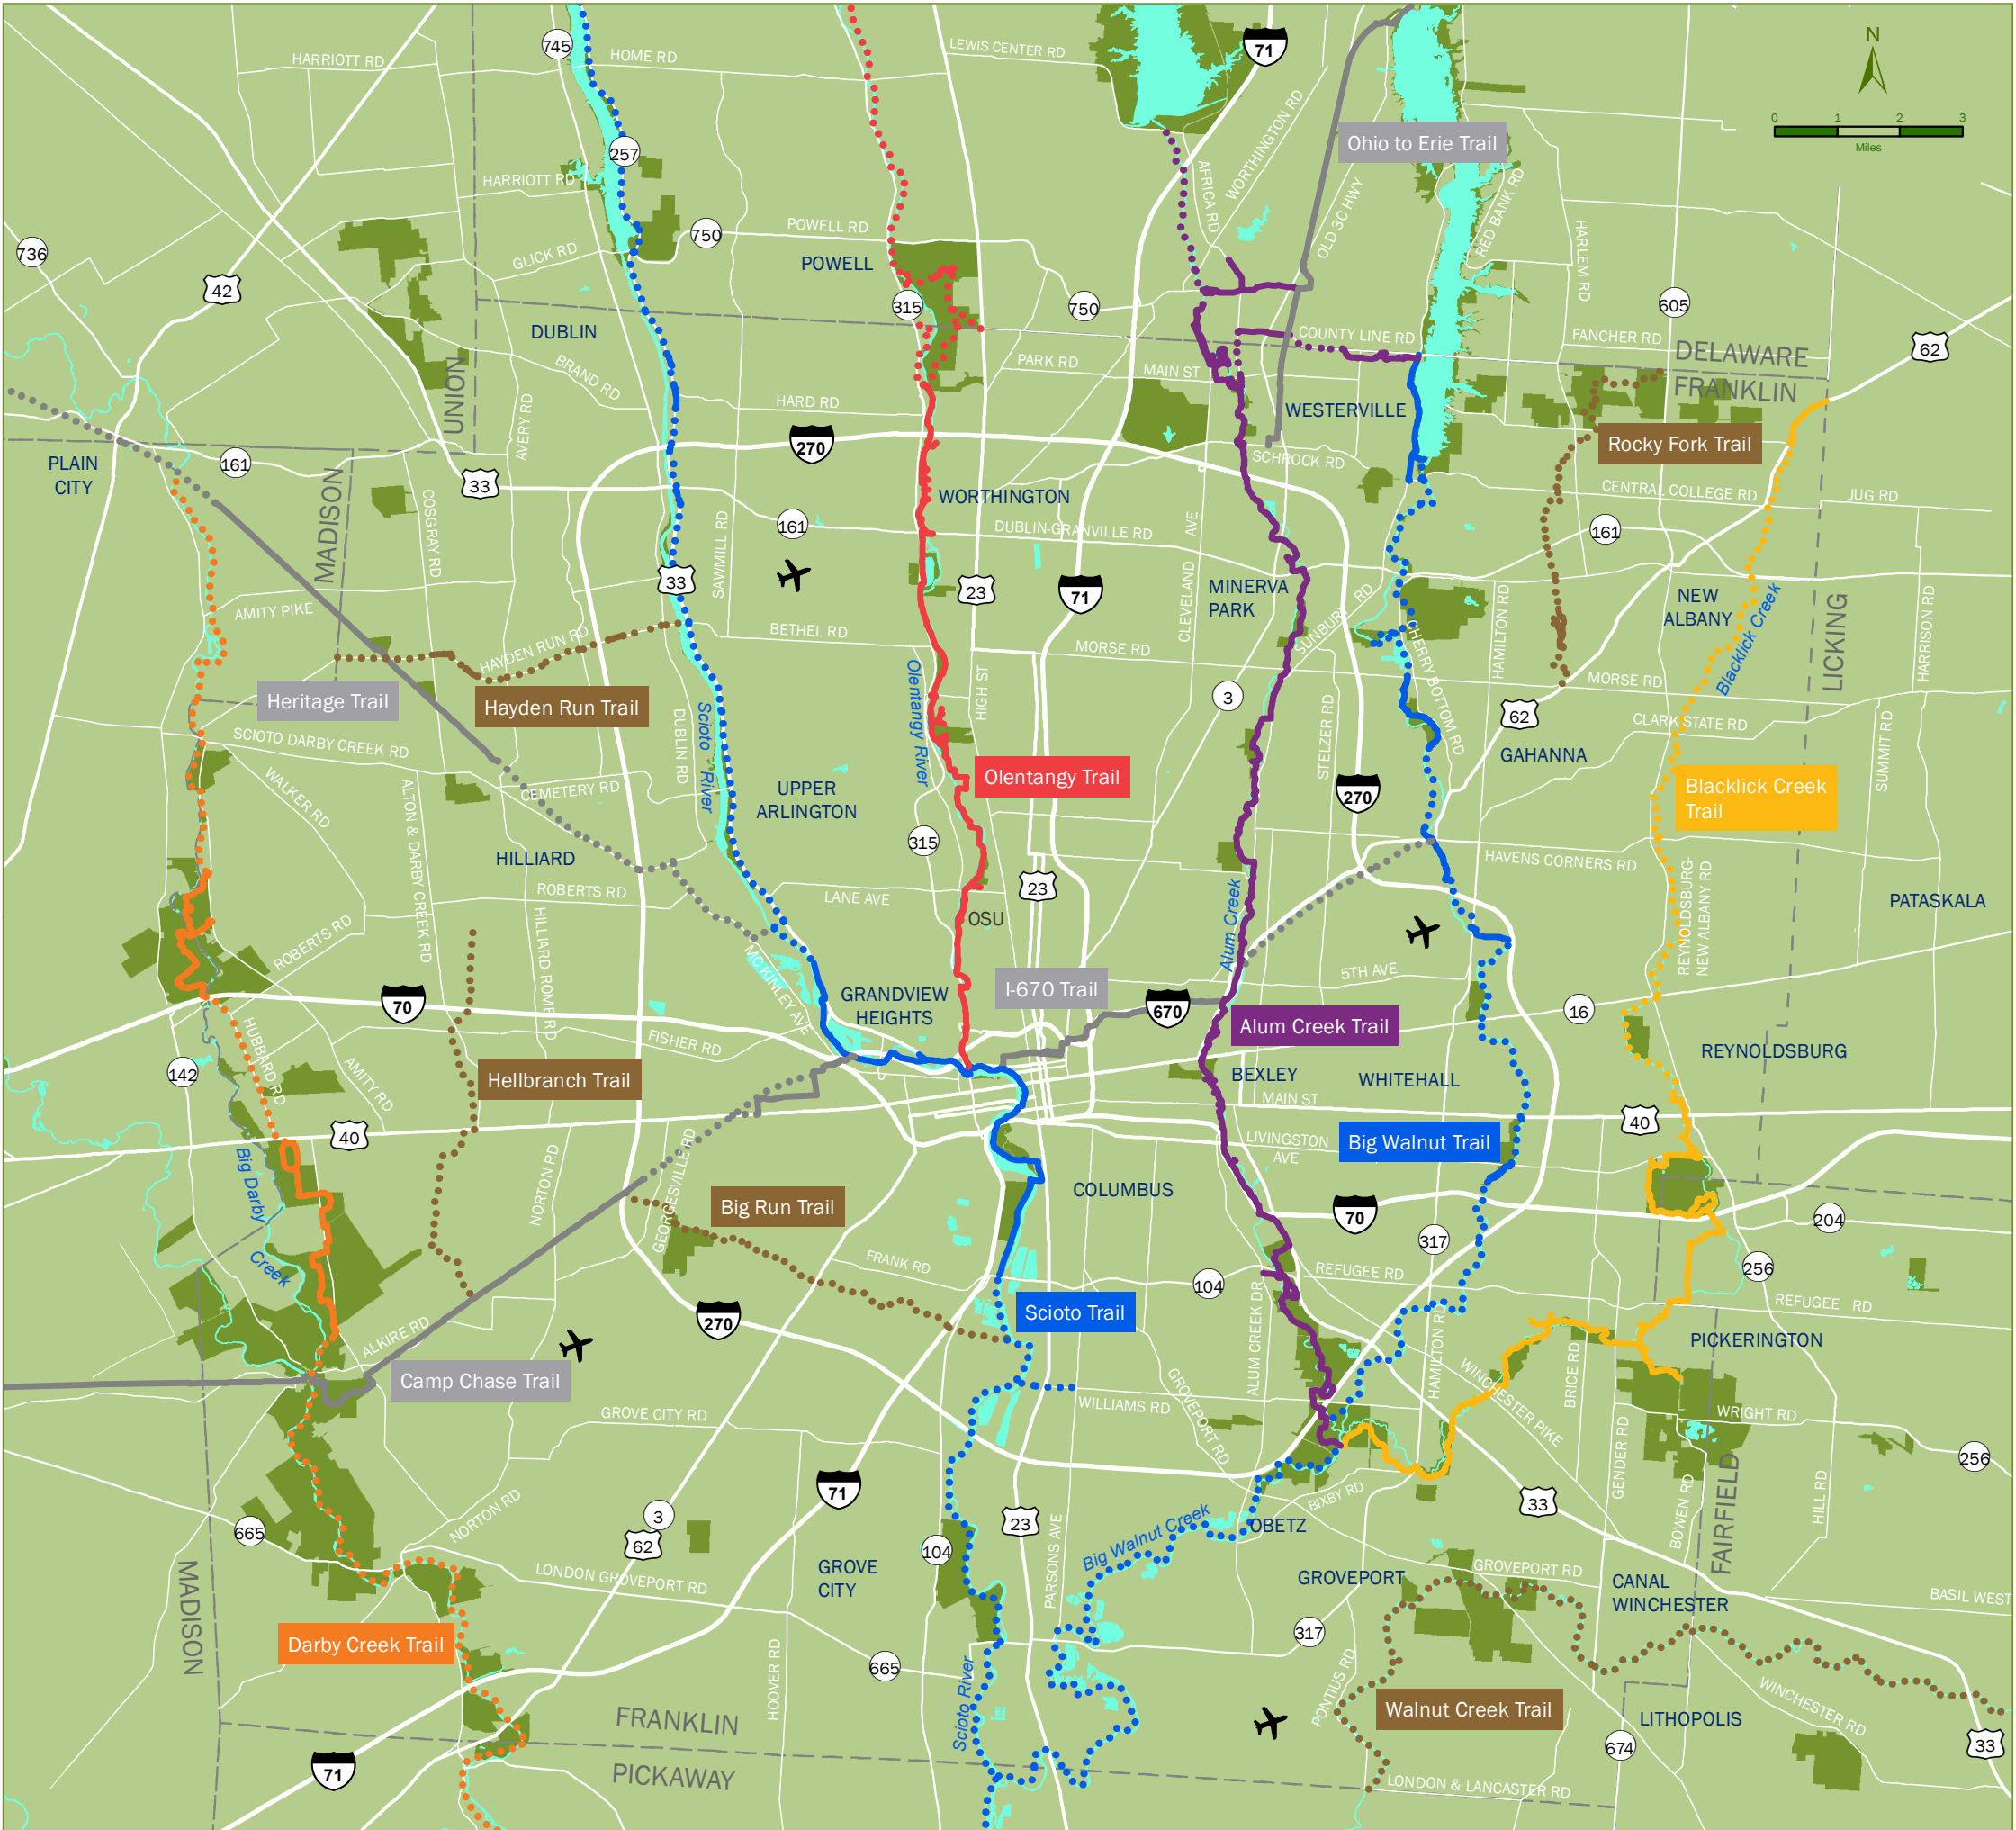 745
HOME RD
HARRIOTT RD
LEWIS CENTER RD
71
N
0 1 2 3
Miles
257
HARRIOTT RD
WORTHINGTON RD
AFRICA RD
Ohio to Erie Trail
OLD 3C HWY
RED BANK RD
HARLEM RD
736
42
GLICK RD
750
POWELL RD
POWELL
315
750
605
DUBLIN
UNION
BRAND RD
AVERY RD
HARD RD
PARK RD
MAIN ST
COUNTY LINE RD
FANCHER RD
DELAWARE
FRANKLIN
62
WESTERVILLE
Rocky Fork Trail
270
SCHROCK RD
PLAIN
CITY
161
33
MADISON
COSGRAY RD
WORTHINGTON
CENTRAL COLLEGE RD
JUG RD
SAWMILL RD
161
DUBLIN-GRANVILLE RD
AVE
CLEVELAND
161
33
23
71
MINERVA
PARK
SUNBURY RD
HAMILTON RD
NEW
ALBANY
Blacklick Creek
LICKING
HARRISON RD
AMITY PIKE
HAYDEN RUN RD
BETHEL RD
MORSE RD
CHERRY BOTTOM RD
MORSE RD
Heritage Trail
Hayden Run Trail
Olentangy River
HIGH ST
3
STELZER RD
62
CLARK STATE RD
SCIOTO DARBY CREEK RD
DUBLIN RD
Scioto River
GAHANNA
SUMMIT RD
WALKER RD
CEMETERY RD
UPPER
ARLINGTON
Olentangy Trail
270
Blacklick Creek
Trail
ALTON & DARBY CREEK RD
HILLIARD
315
HAVENS CORNERS RD
ROBERTS RD
LANE AVE
23
OSU
Alum Creek
REYNOLDSBURG-
NEW ALBANY RD
PATASKALA
ROBERTS RD
HILLIARD-ROME RD
MC KINLEY AVE
5TH AVE
70
GRANDVIEW
HEIGHTS
I-670 Trail
670
16
HUBBARD RD
FISHER RD
Alum Creek Trail
REYNOLDSBURG
142
AMITY RD
Hellbranch Trail
BEXLEY
WHITEHALL
MAIN ST
40
40
LIVINGSTON
AVE
Big Walnut Trail
Big Darby
Creek
NORTON RD
GEORGESVILLE RD
Big Run Trail
COLUMBUS
70
317
204
FRANK RD
104
REFUGEE RD
256
REFUGEE RD
270
Scioto Trail
ALKIRE RD
ALUM CREEK DR
HAMILTON RD
PICKERINGTON
Camp Chase Trail
GROVEPORT RD
WINCHESTER PIKE
BRICE RD
WILLIAMS RD
GROVE CITY RD
WRIGHT RD
GENDER RD
256
71
BIXBY RD
33
BOWEN RD
FAIRFIELD
HILL RD
NORTON RD
665
3
62
23
Big Walnut Creek
OBETZ
104
PARSONS AVE
GROVE
CITY
LONDON GROVEPORT RD
GROVEPORT
GROVEPORT RD
CANAL
WINCHESTER
BASIL WEST
MADISON
Darby Creek Trail
317
HOOVER RD
665
Scioto River
PONTIUS RD
Walnut Creek Trail
WINCHESTER RD
FRANKLIN
PICKAWAY
LITHOPOLIS
674
33
71
LONDON & LANCASTER RD